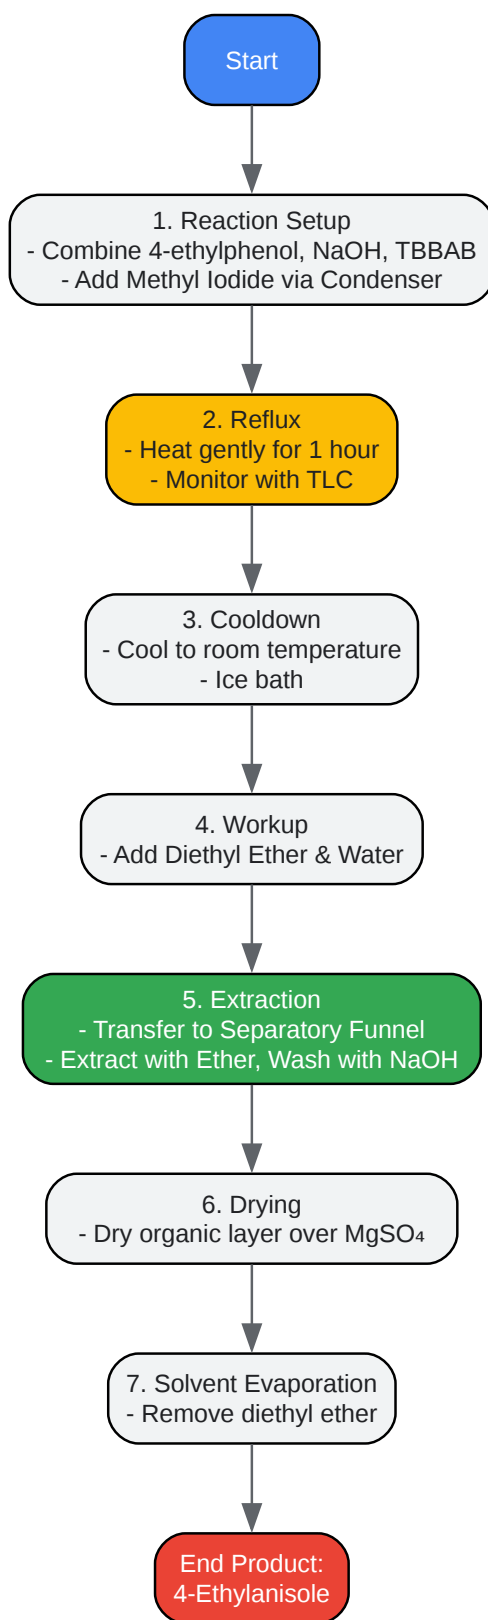 Start
1. Reaction Setup
- Combine 4-ethylphenol, NaOH, TBBAB
- Add Methyl Iodide via Condenser
2. Reflux
- Heat gently for 1 hour
- Monitor with TLC
3. Cooldown
- Cool to room temperature
- Ice bath
4. Workup
- Add Diethyl Ether & Water
5. Extraction
- Transfer to Separatory Funnel
- Extract with Ether, Wash with NaOH
6. Drying
- Dry organic layer over MgSO₄
7. Solvent Evaporation
- Remove diethyl ether
End Product:
4-Ethylanisole